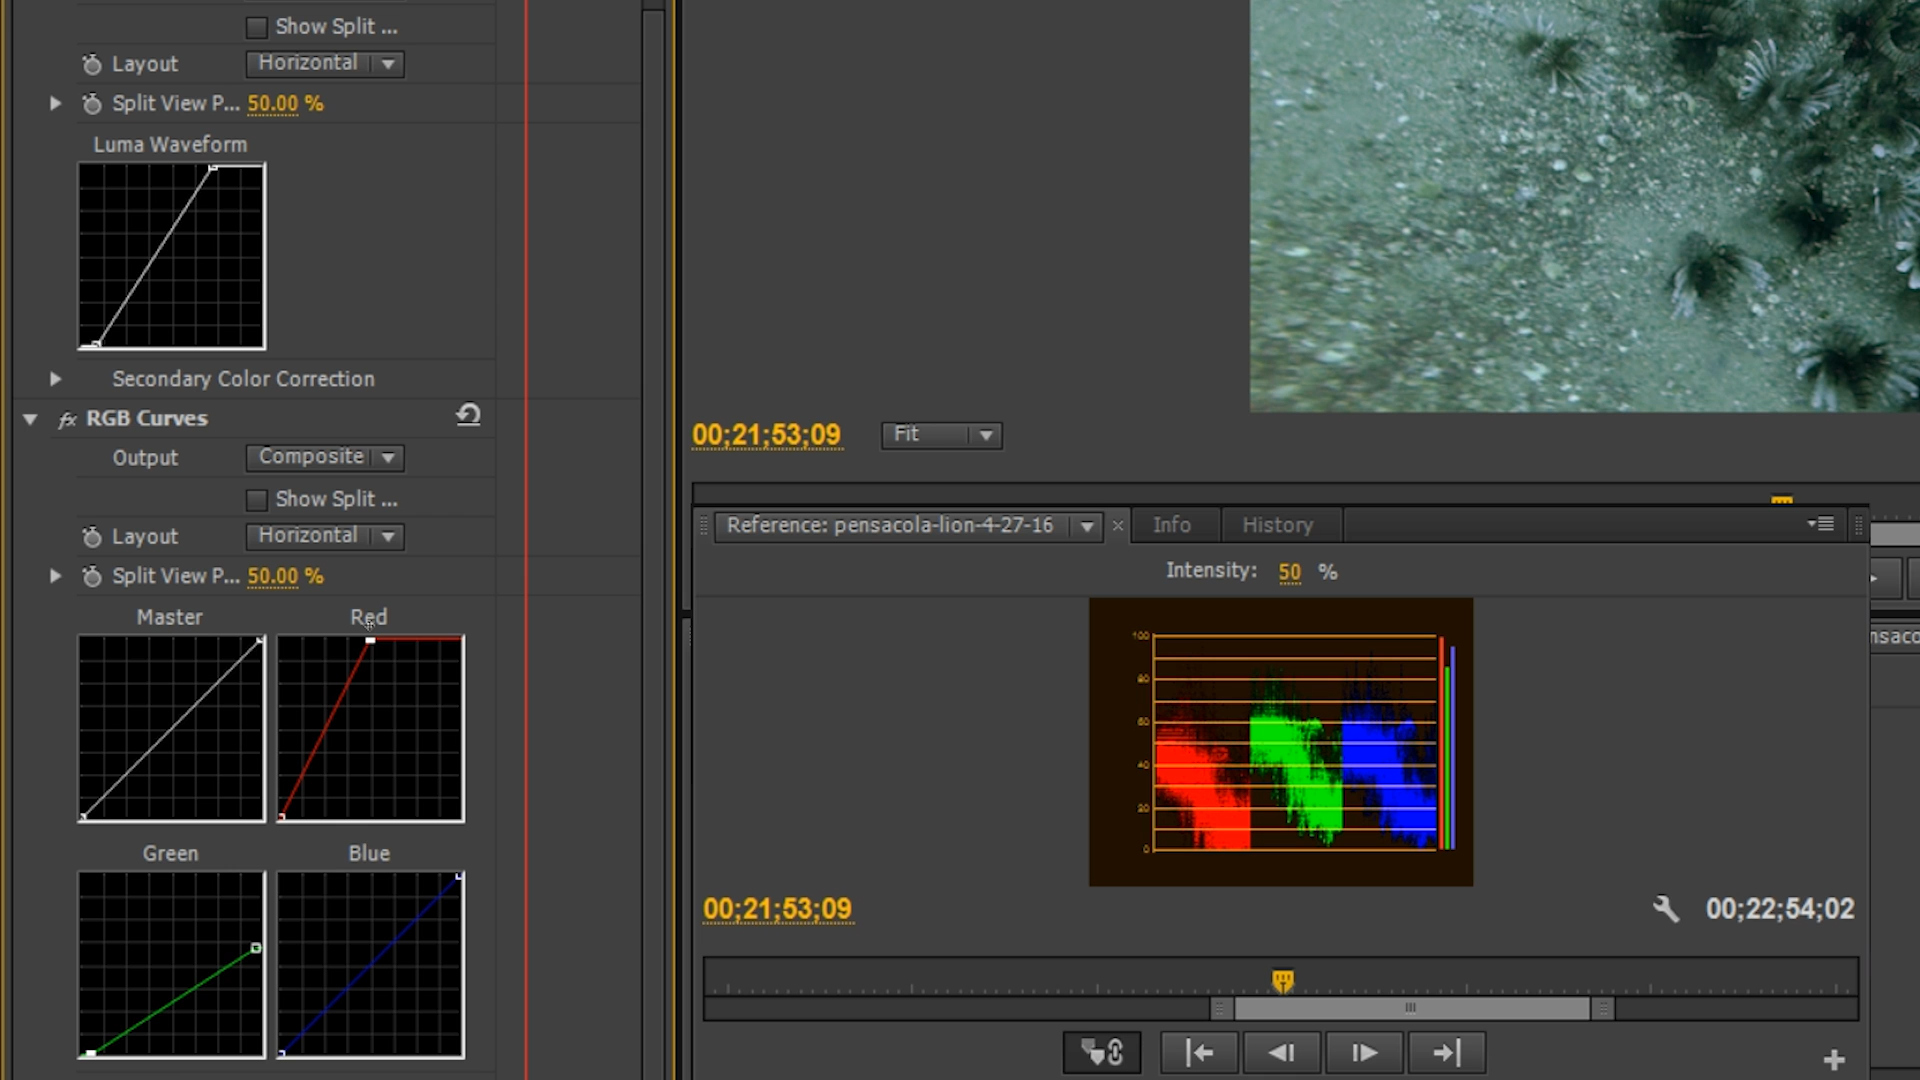 Show Split ...
Layout Horizontal
Split View P... 50.00 %
Luma Waveform
Secondary Color Correction
fx RGB Curves
Output Composite
Show Split ...
Layout Horizontal
Split View P... 50.00 %
Master Red
Green Blue
00;21;53;09 Fit
Reference: pensacola-lion-4-27-16 × Info History
Intensity: 50 %
100
80
60
40
20
0
00;21;53;09 00;22;54;02
nsaco